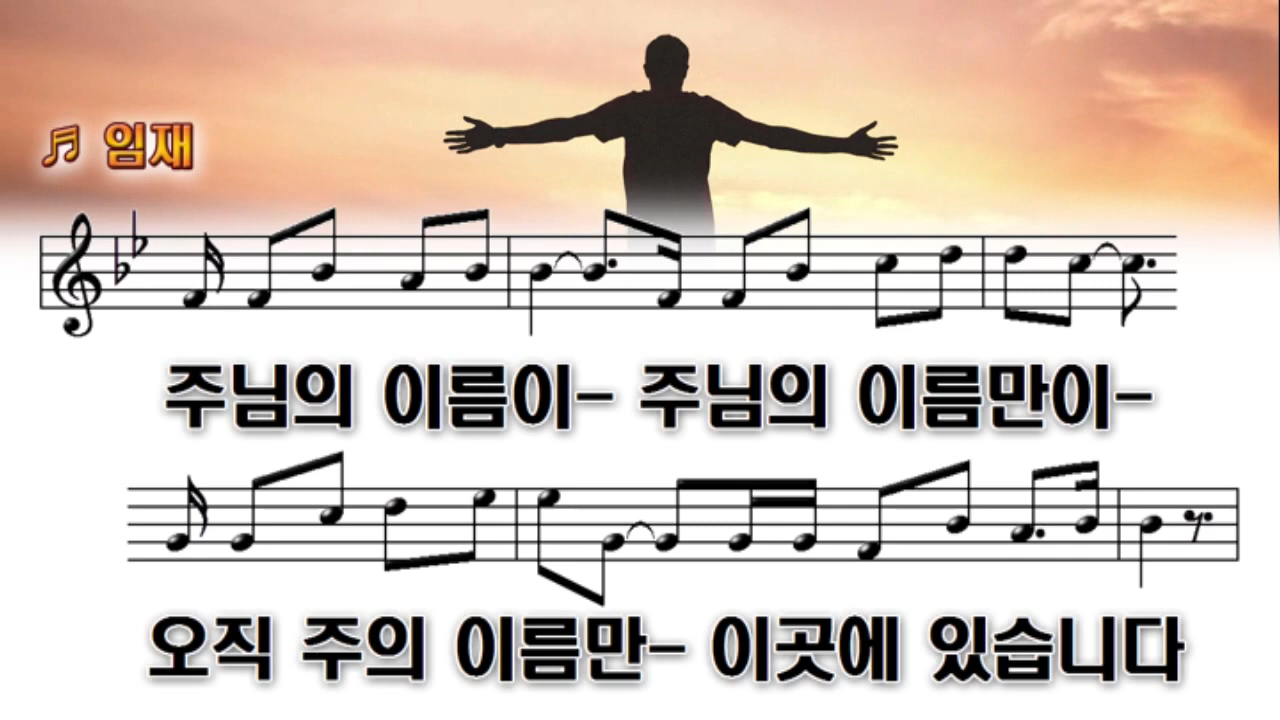 ♬ 임재
주님의 이름이- 주님의 이름만이-
오직 주의 이름만- 이곳에 있습니다